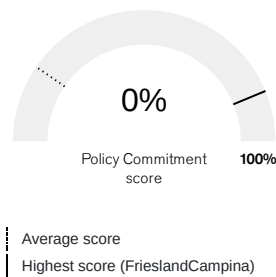 0%
Policy Commitment 100%
score
Average score
Highest score (FrieslandCampina)